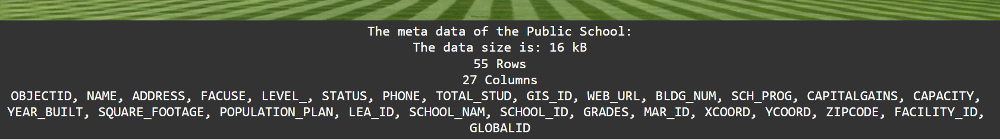 The meta data of the Public School:
The data size is: 16 kB
55 Rows
27 Columns
OBJECTID, NAME, ADDRESS, FACUSE, LEVEL_, STATUS, PHONE, TOTAL_STUD, GIS_ID, WEB_URL, BLDG_NUM, SCH_PROG, CAPITALGAINS, CAPACITY,
YEAR_BUILT, SQUARE_FOOTAGE, POPULATION_PLAN, LEA_ID, SCHOOL_NAM, SCHOOL_ID, GRADES, MAR_ID, XCOORD, YCOORD, ZIPCODE, FACILITY_ID,
GLOBALID